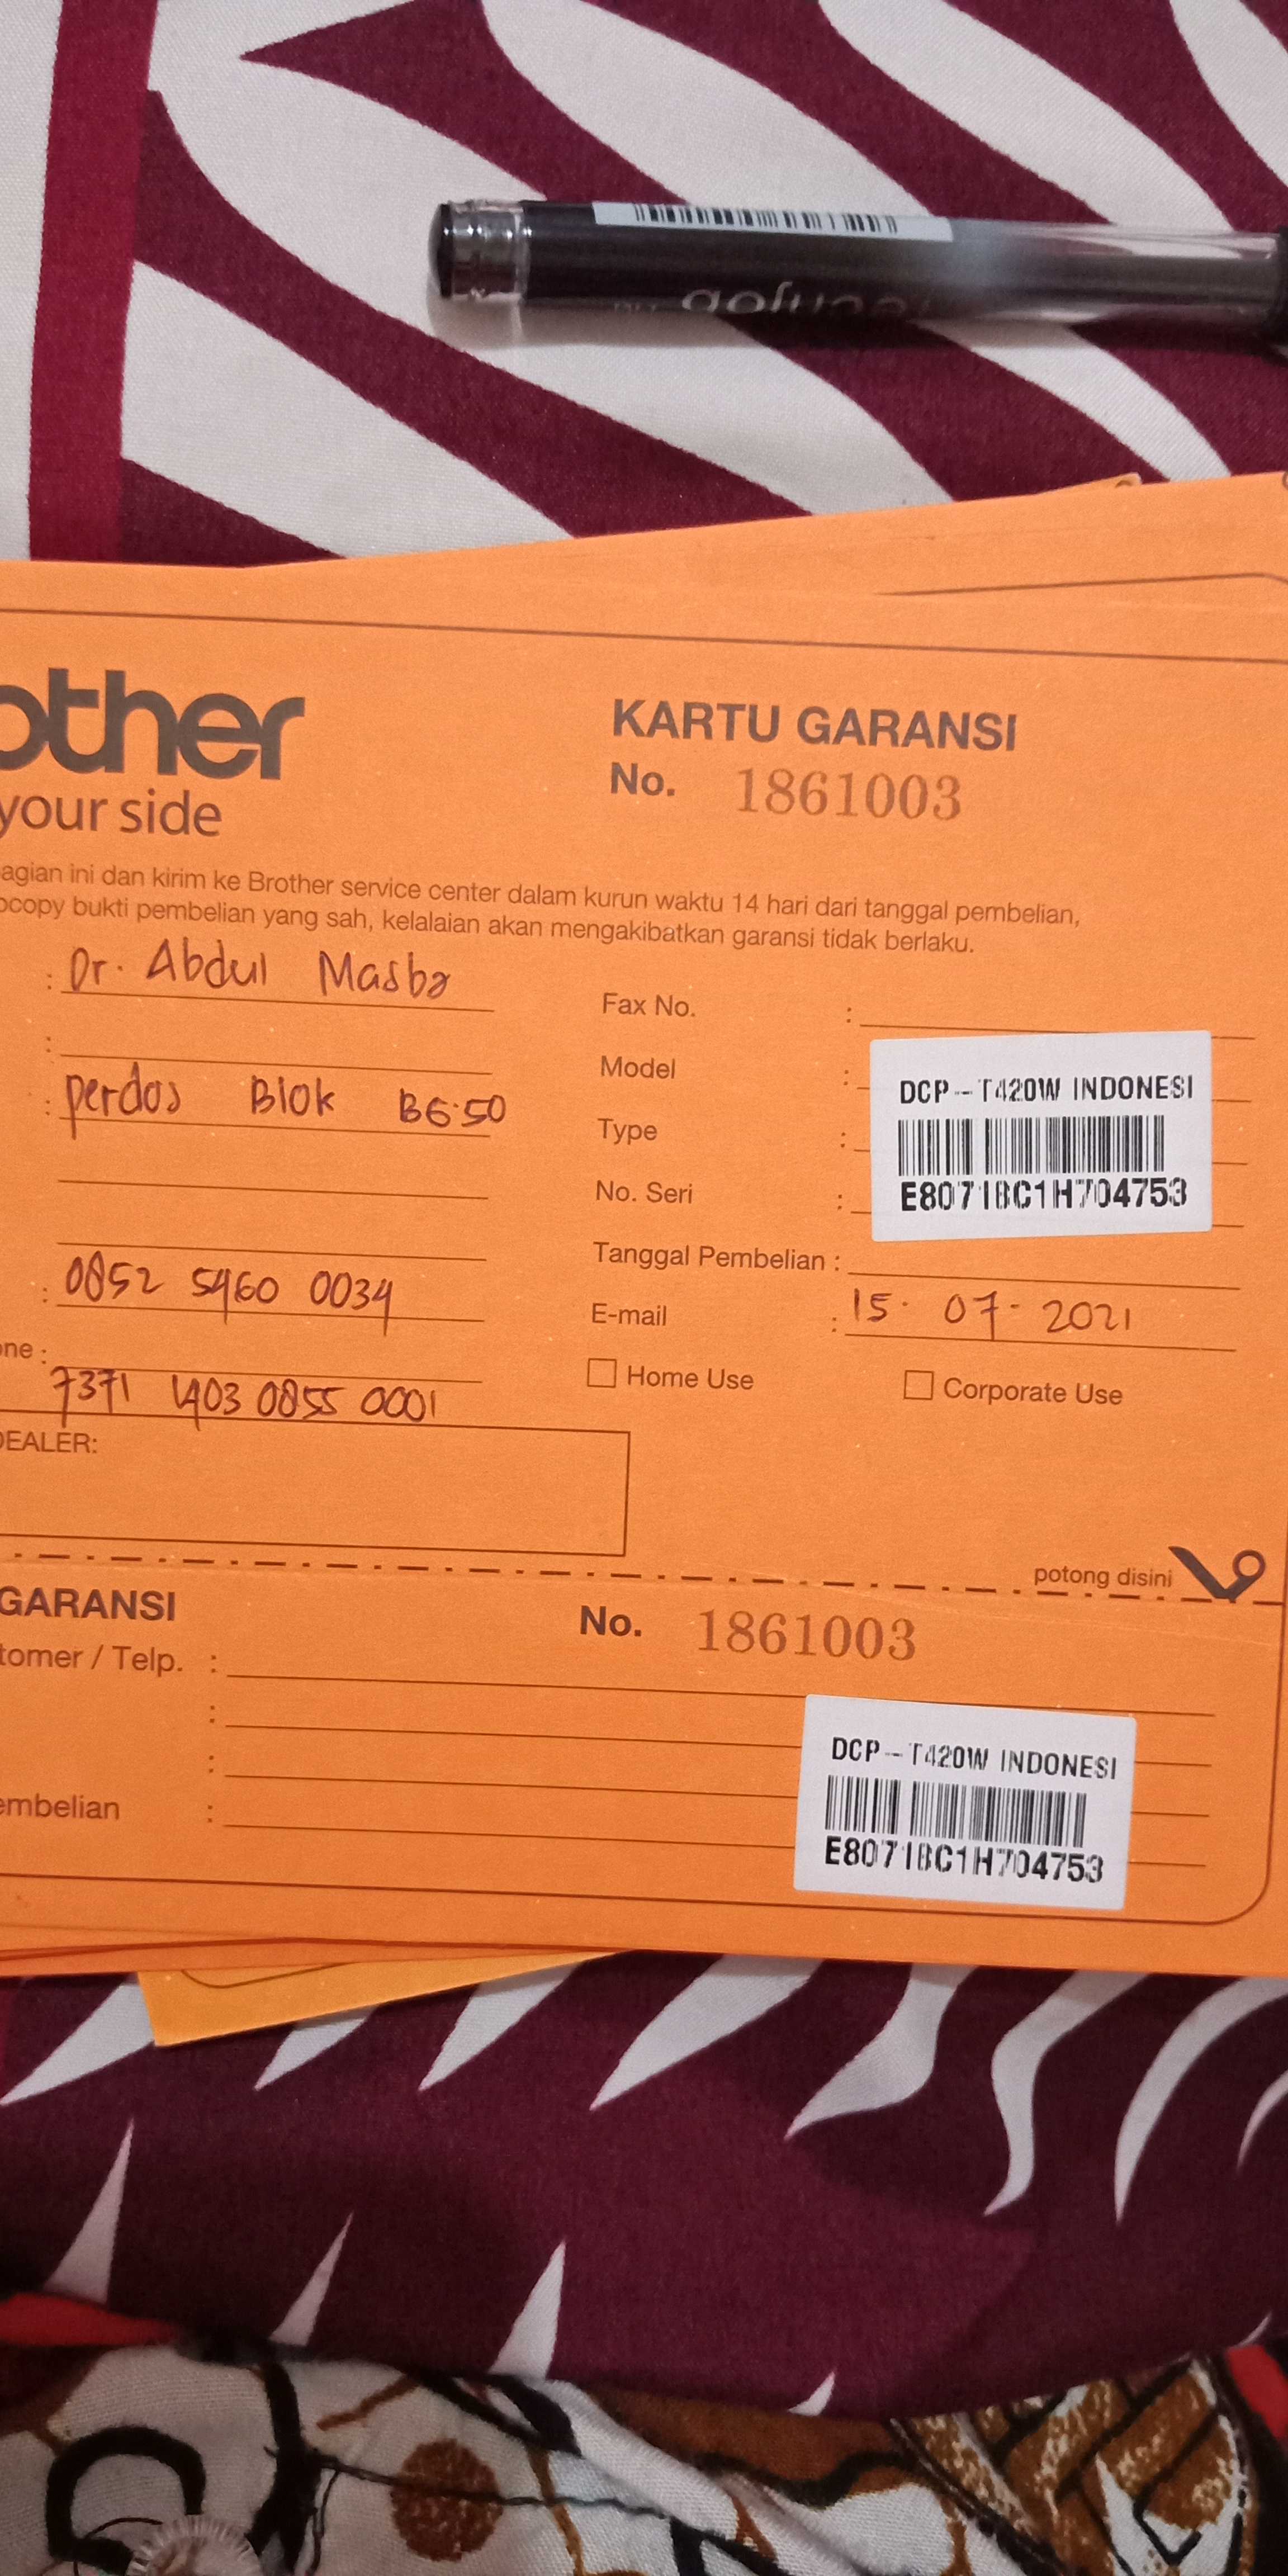 other
your side
KARTU GARANSI
No. 1861003
agian ini dan kirim ke Brother service center dalam kurun waktu 14 hari dari tanggal pembelian,
ocopy bukti pembelian yang sah, kelalaian akan mengakibatkan garansi tidak berlaku.
: Dr. Abdul
:
: perdos Blok B6.50
: 0852 5460 0034
one :
7371 1403 0855 0001
Fax No. :
Model :
Type :
No. Seri :
DCP-T420W INDONESI
E80718C1H704753
Tanggal Pembelian :
E-mail : 15. 07. 2021
Home Use
Corporate Use
DEALER:
potong disini
GARANSI
No. 1861003
tomer / Telp. :
:
:
embelian :
DCP-T420W INDONESI
E80718C1H704753